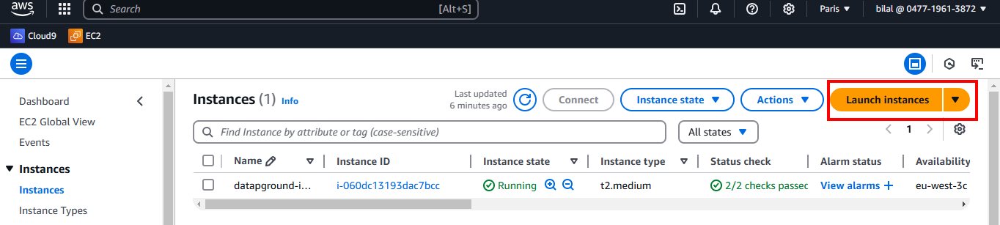 aws Search [Alt+S] Paris bilal @ 0477-1961-3872
Cloud9 EC2
Dashboard
EC2 Global View
Events
Instances
Instances
Instance Types
Instances (1) Info Last updated 6 minutes ago Connect Instance state Actions Launch instances
Find Instance by attribute or tag (case-sensitive) All states 1
Name Instance ID Instance state Instance type Status check Alarm status Availability
datapground-i... i-060dc13193dac7bcc Running t2.medium 2/2 checks passec View alarms + eu-west-3c